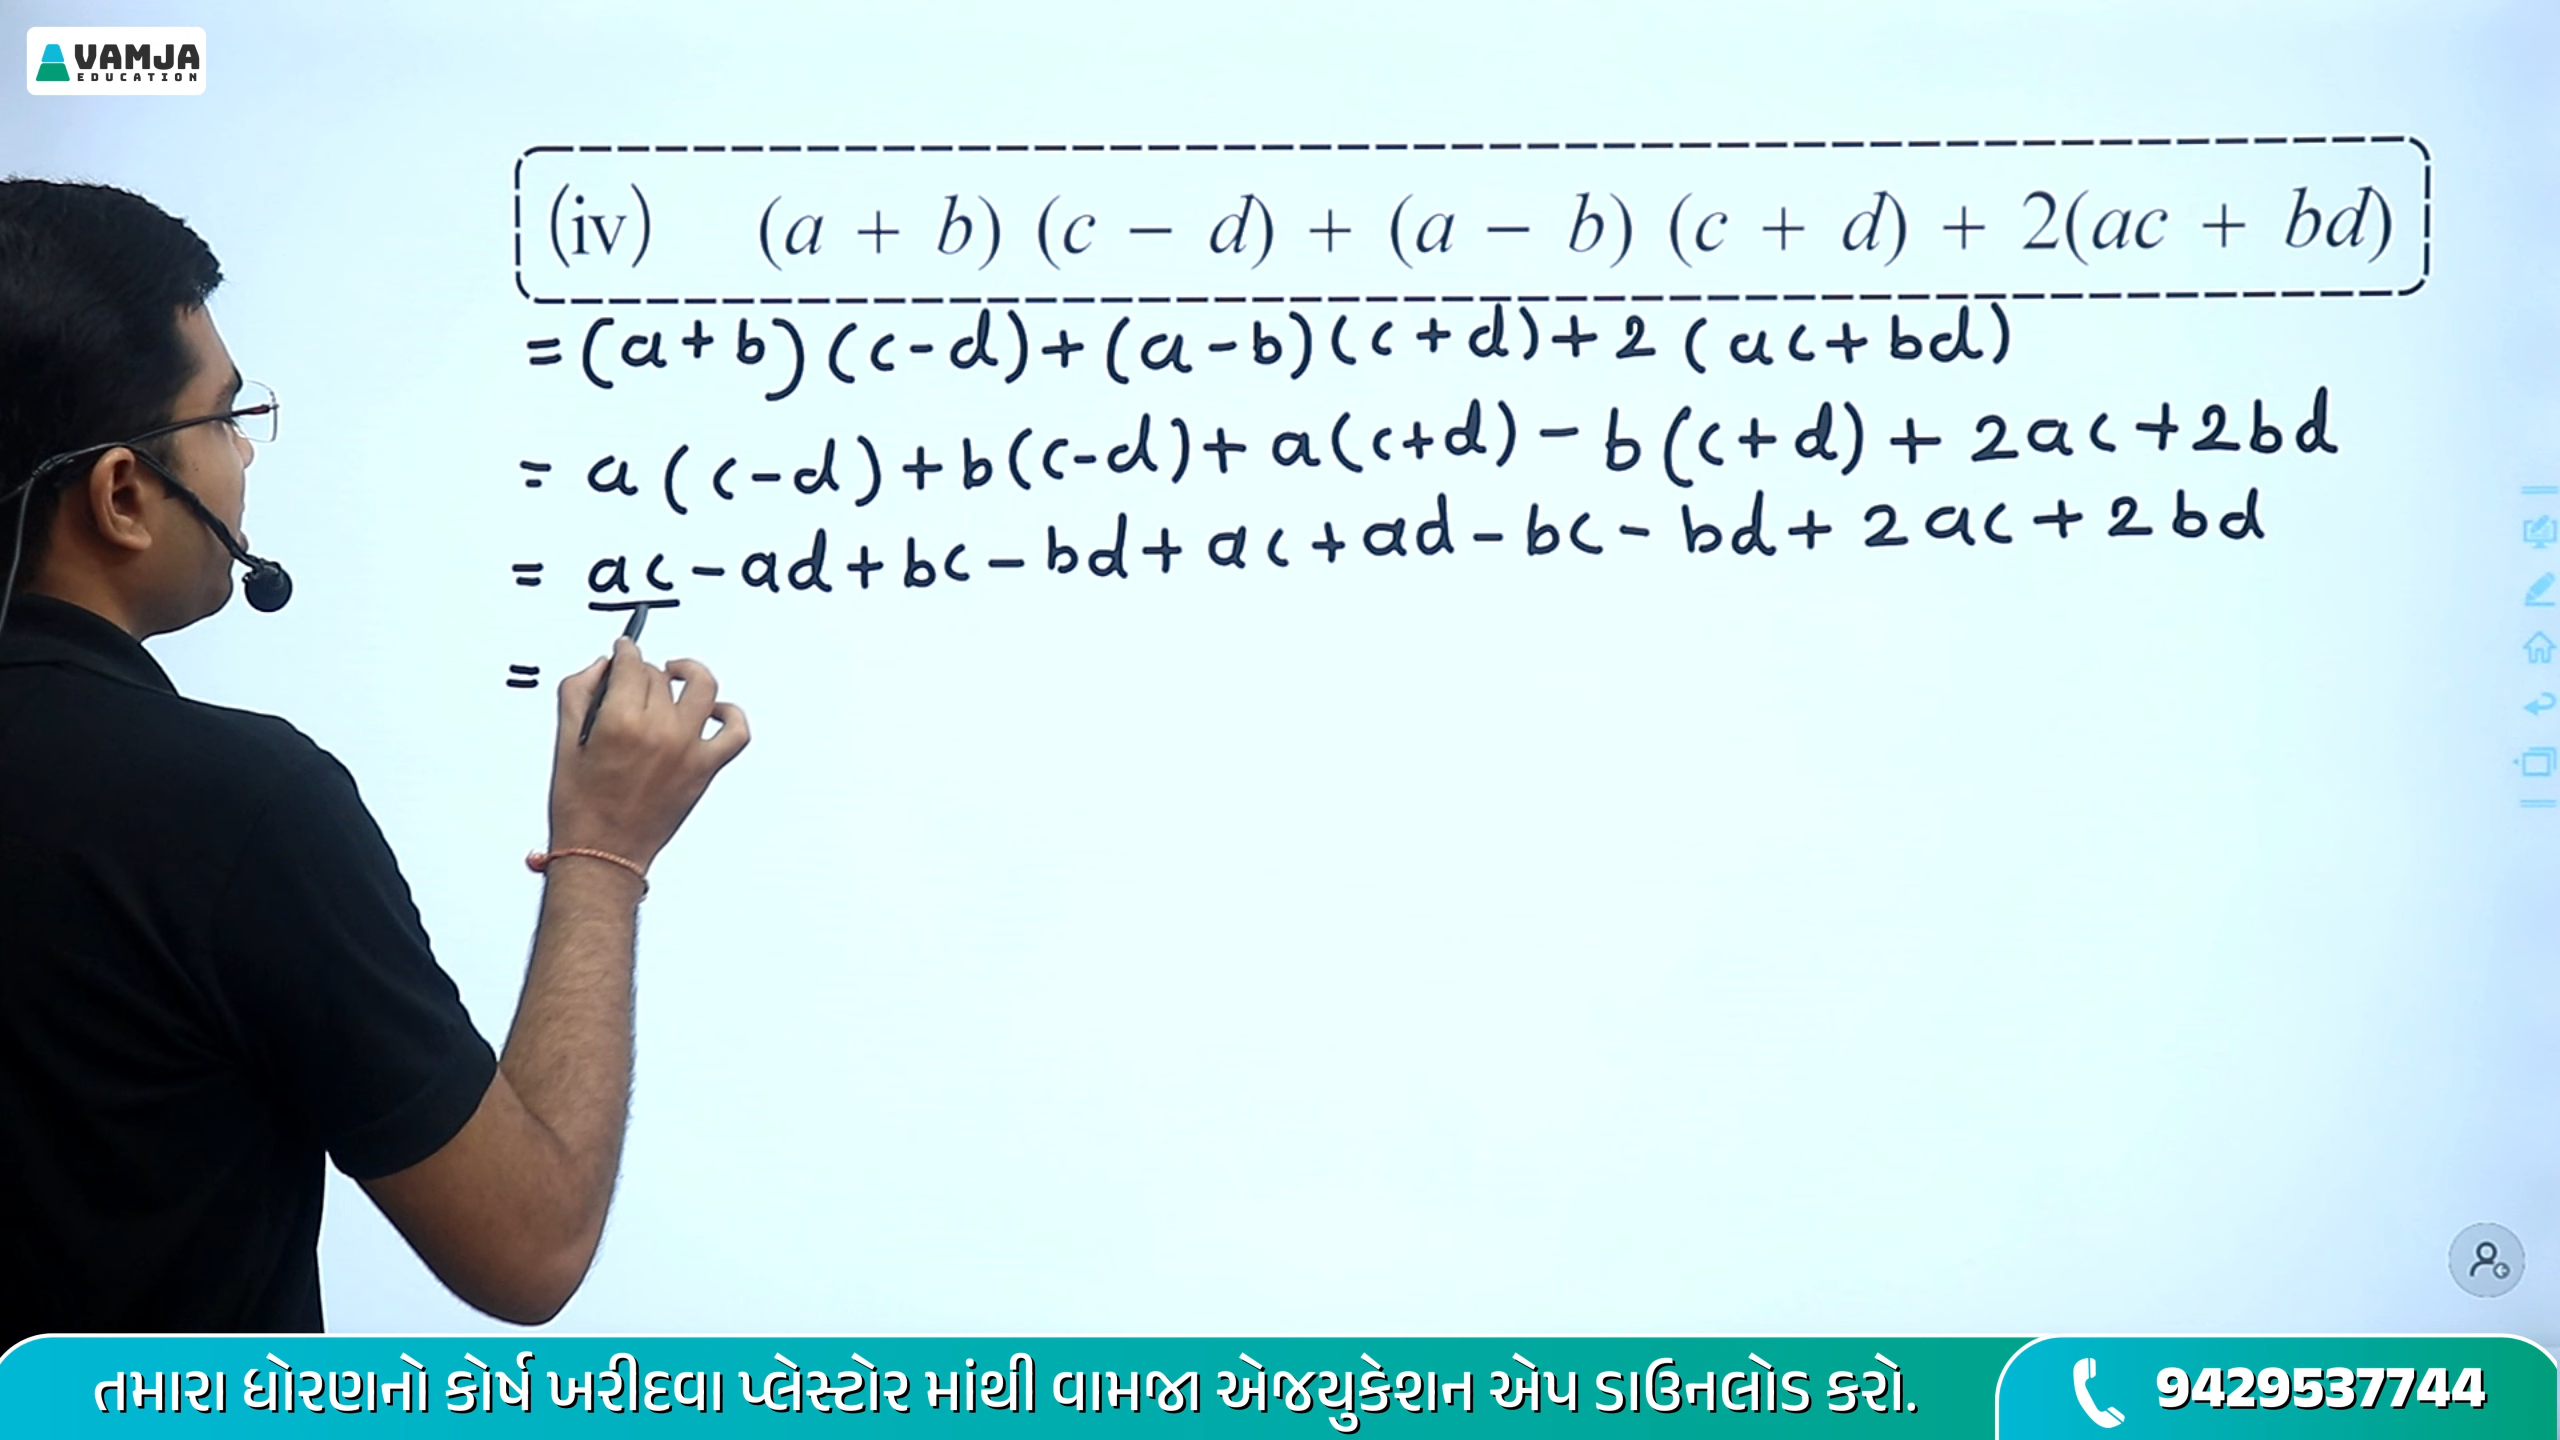 VAMJA
EDUCATION
(iv) (a + b) (c − d) + (a − b) (c + d) + 2(ac + bd)
= (a+b) (c-d) + (a-b) (c+d) + 2 (ac+bd)
= a (c-d) + b(c-d) + a(c+d) - b (c+d) + 2ac + 2bd
= ac - ad + bc - bd + ac + ad - bc - bd + 2ac + 2bd
=
તમારા ધોરણનો કોર્ષ ખરીદવા પ્લેસ્ટોર માંથી વામજા એજયુકેશન એપ ડાઉનલોડ કરો.
9429537744